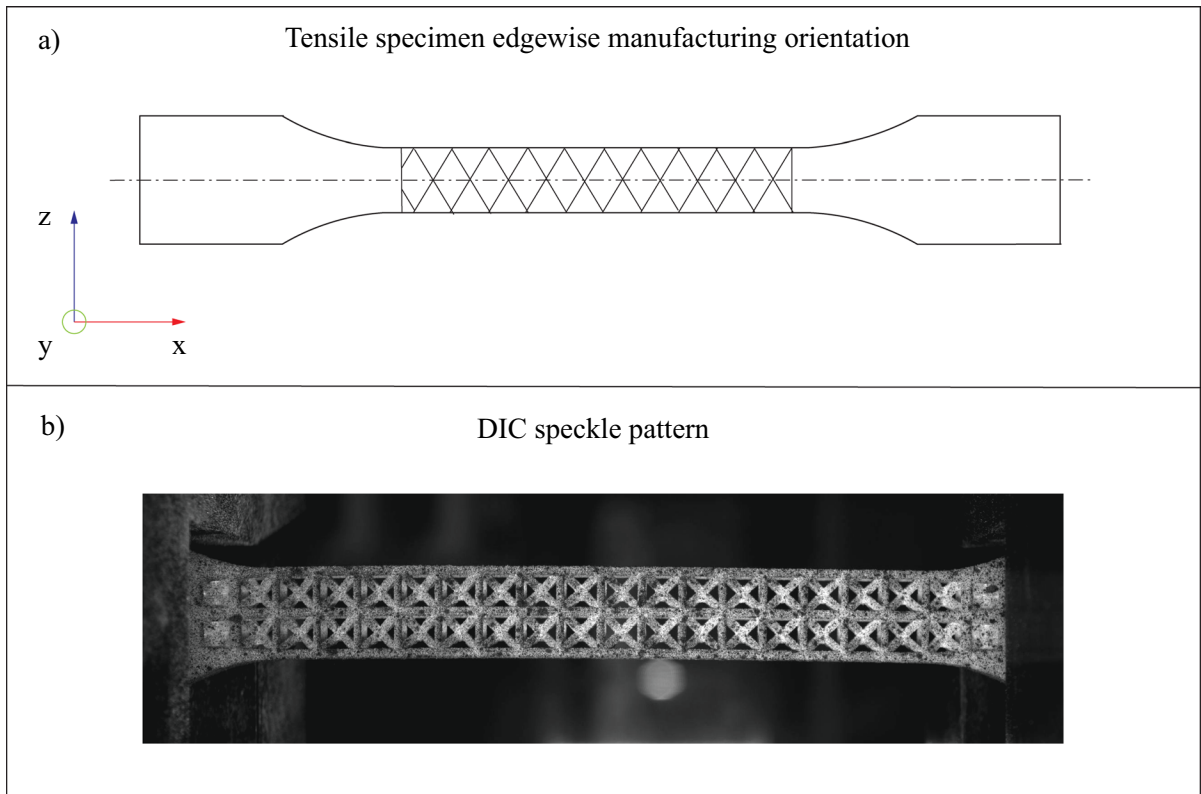 a)
Tensile specimen edgewise manufacturing orientation
z
y
x
b)
DIC speckle pattern